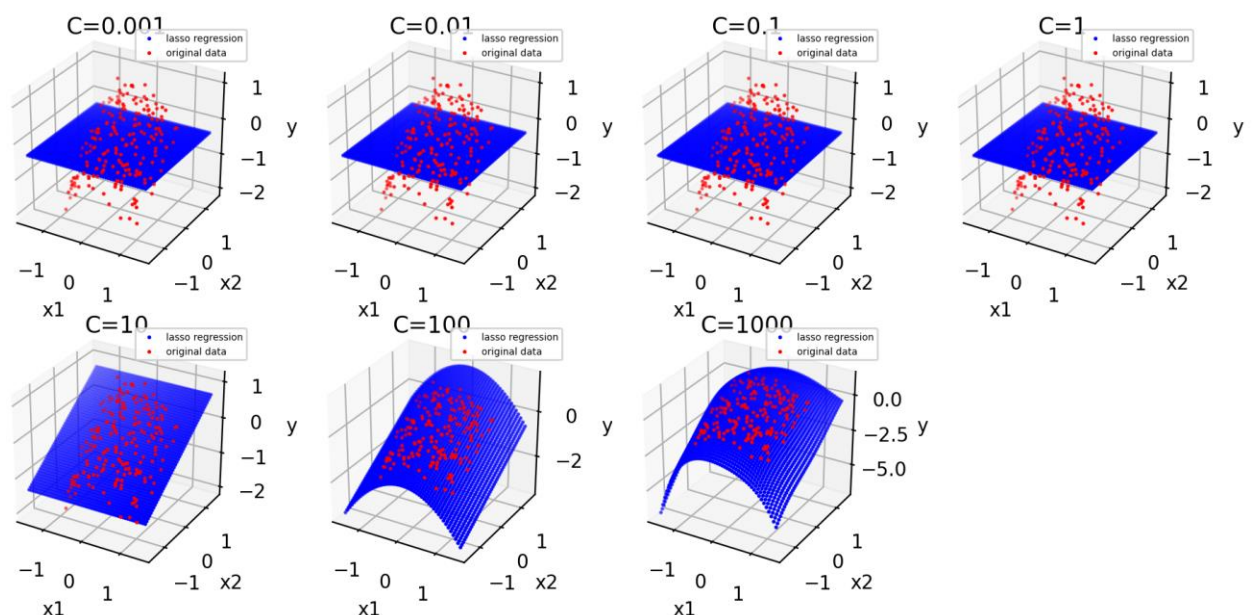 C=0.001
lasso regression
original data
1
0
−1
−2
y
−1
0
1
x1
−1
0
1
x2
C=0.01
lasso regression
original data
1
0
−1
−2
y
−1
0
1
x1
−1
0
1
x2
C=0.1
lasso regression
original data
1
0
−1
−2
y
−1
0
1
x1
−1
0
1
x2
C=1
lasso regression
original data
1
0
−1
−2
y
−1
0
1
x1
−1
0
1
x2
C=10
lasso regression
original data
1
0
−1
−2
y
−1
0
1
x1
−1
0
1
x2
C=100
lasso regression
original data
0
−2
y
−1
0
1
x1
−1
0
1
x2
C=1000
lasso regression
original data
0.0
−2.5
−5.0
y
−1
0
1
x1
−1
0
1
x2